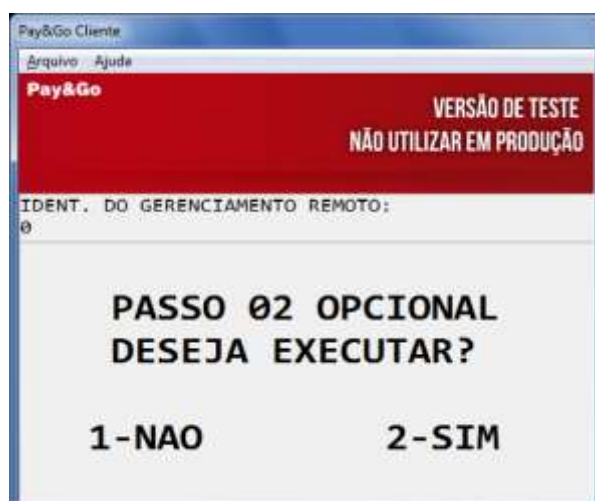 Pay&Go Cliente
Arquivo Ajuda
Pay&Go
VERSÃO DE TESTE
NÃO UTILIZAR EM PRODUÇÃO
IDENT. DO GERENCIAMENTO REMOTO:
0
PASSO 02 OPCIONAL
DESEJA EXECUTAR?
1-NAO 2-SIM